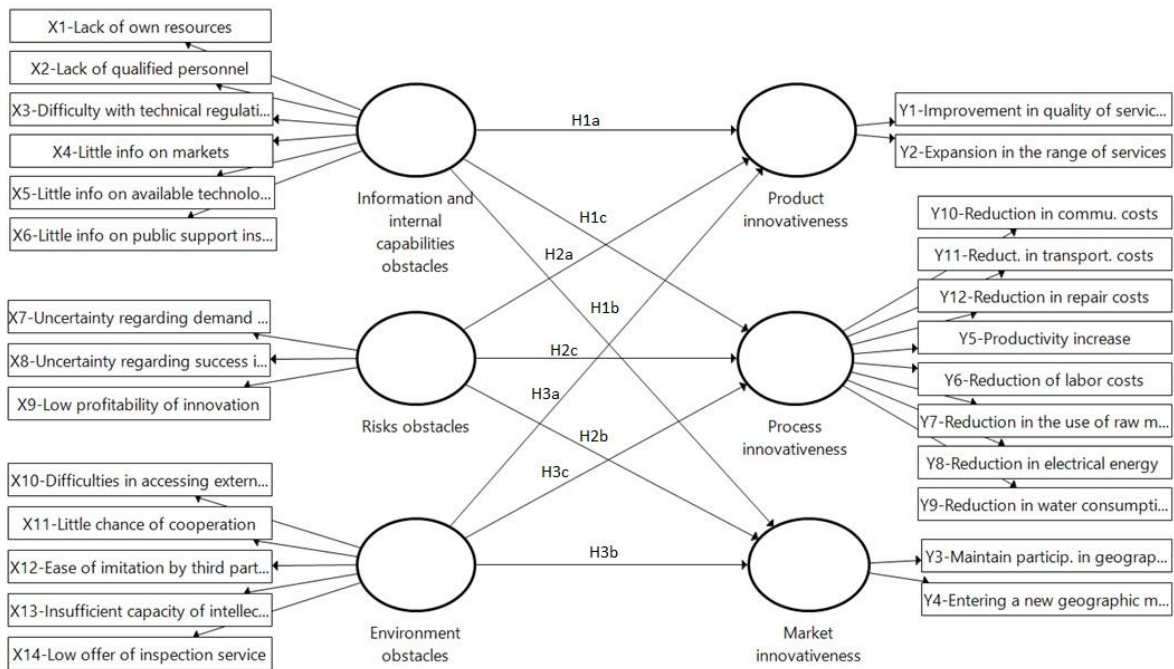 X1-Lack of own resources
X2-Lack of qualified personnel
X3-Difficulty with technical regulati...
X4-Little info on markets
X5-Little info on available technolo...
X6-Little info on public support ins...
Information and
internal
capabilities
obstacles
X7-Uncertainty regarding demand ...
X8-Uncertainty regarding success i...
X9-Low profitability of innovation
Risks obstacles
X10-Difficulties in accessing extern...
X11-Little chance of cooperation
X12-Ease of imitation by third part...
X13-Insufficient capacity of intellec...
X14-Low offer of inspection service
Environment
obstacles
H1a
H1c
H2a
H1b
H2c
H3a
H2b
H3c
H3b
Product
innovativeness
Y1-Improvement in quality of servic...
Y2-Expansion in the range of services
Process
innovativeness
Y10-Reduction in commu. costs
Y11-Reduct. in transport. costs
Y12-Reduction in repair costs
Y5-Productivity increase
Y6-Reduction of labor costs
Y7-Reduction in the use of raw m...
Y8-Reduction in electrical energy
Y9-Reduction in water consumpti...
Market
innovativeness
Y3-Maintain particip. in geograp...
Y4-Entering a new geographic m...